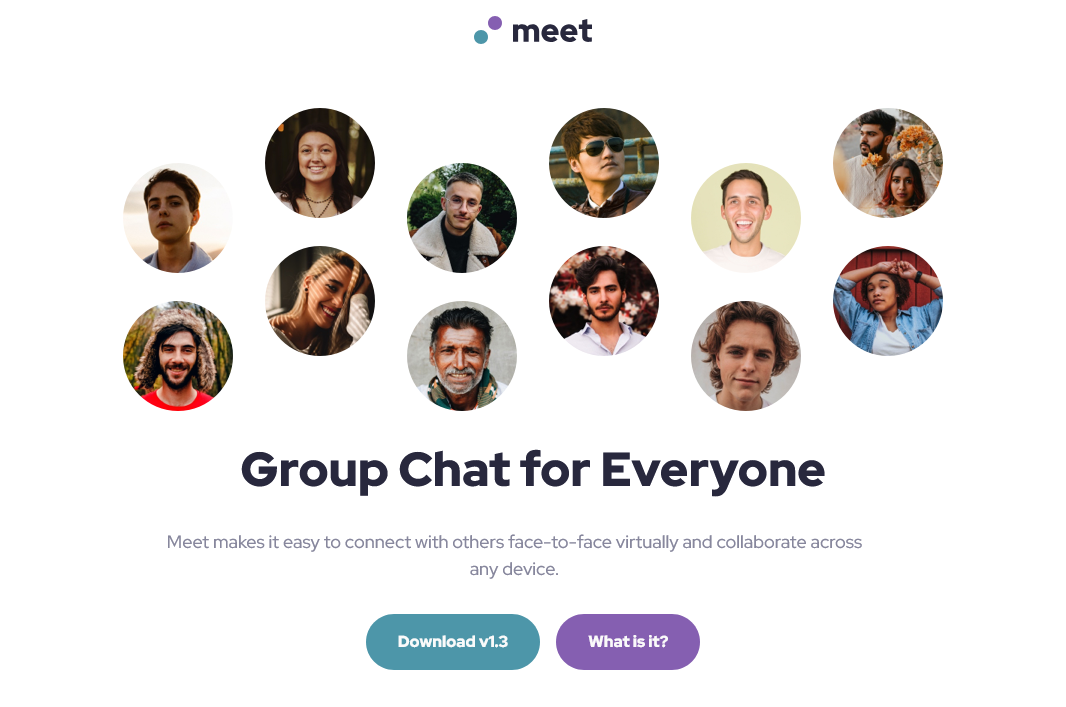 meet
Group Chat for Everyone
Meet makes it easy to connect with others face-to-face virtually and collaborate across
any device.
Download v1.3
What is it?